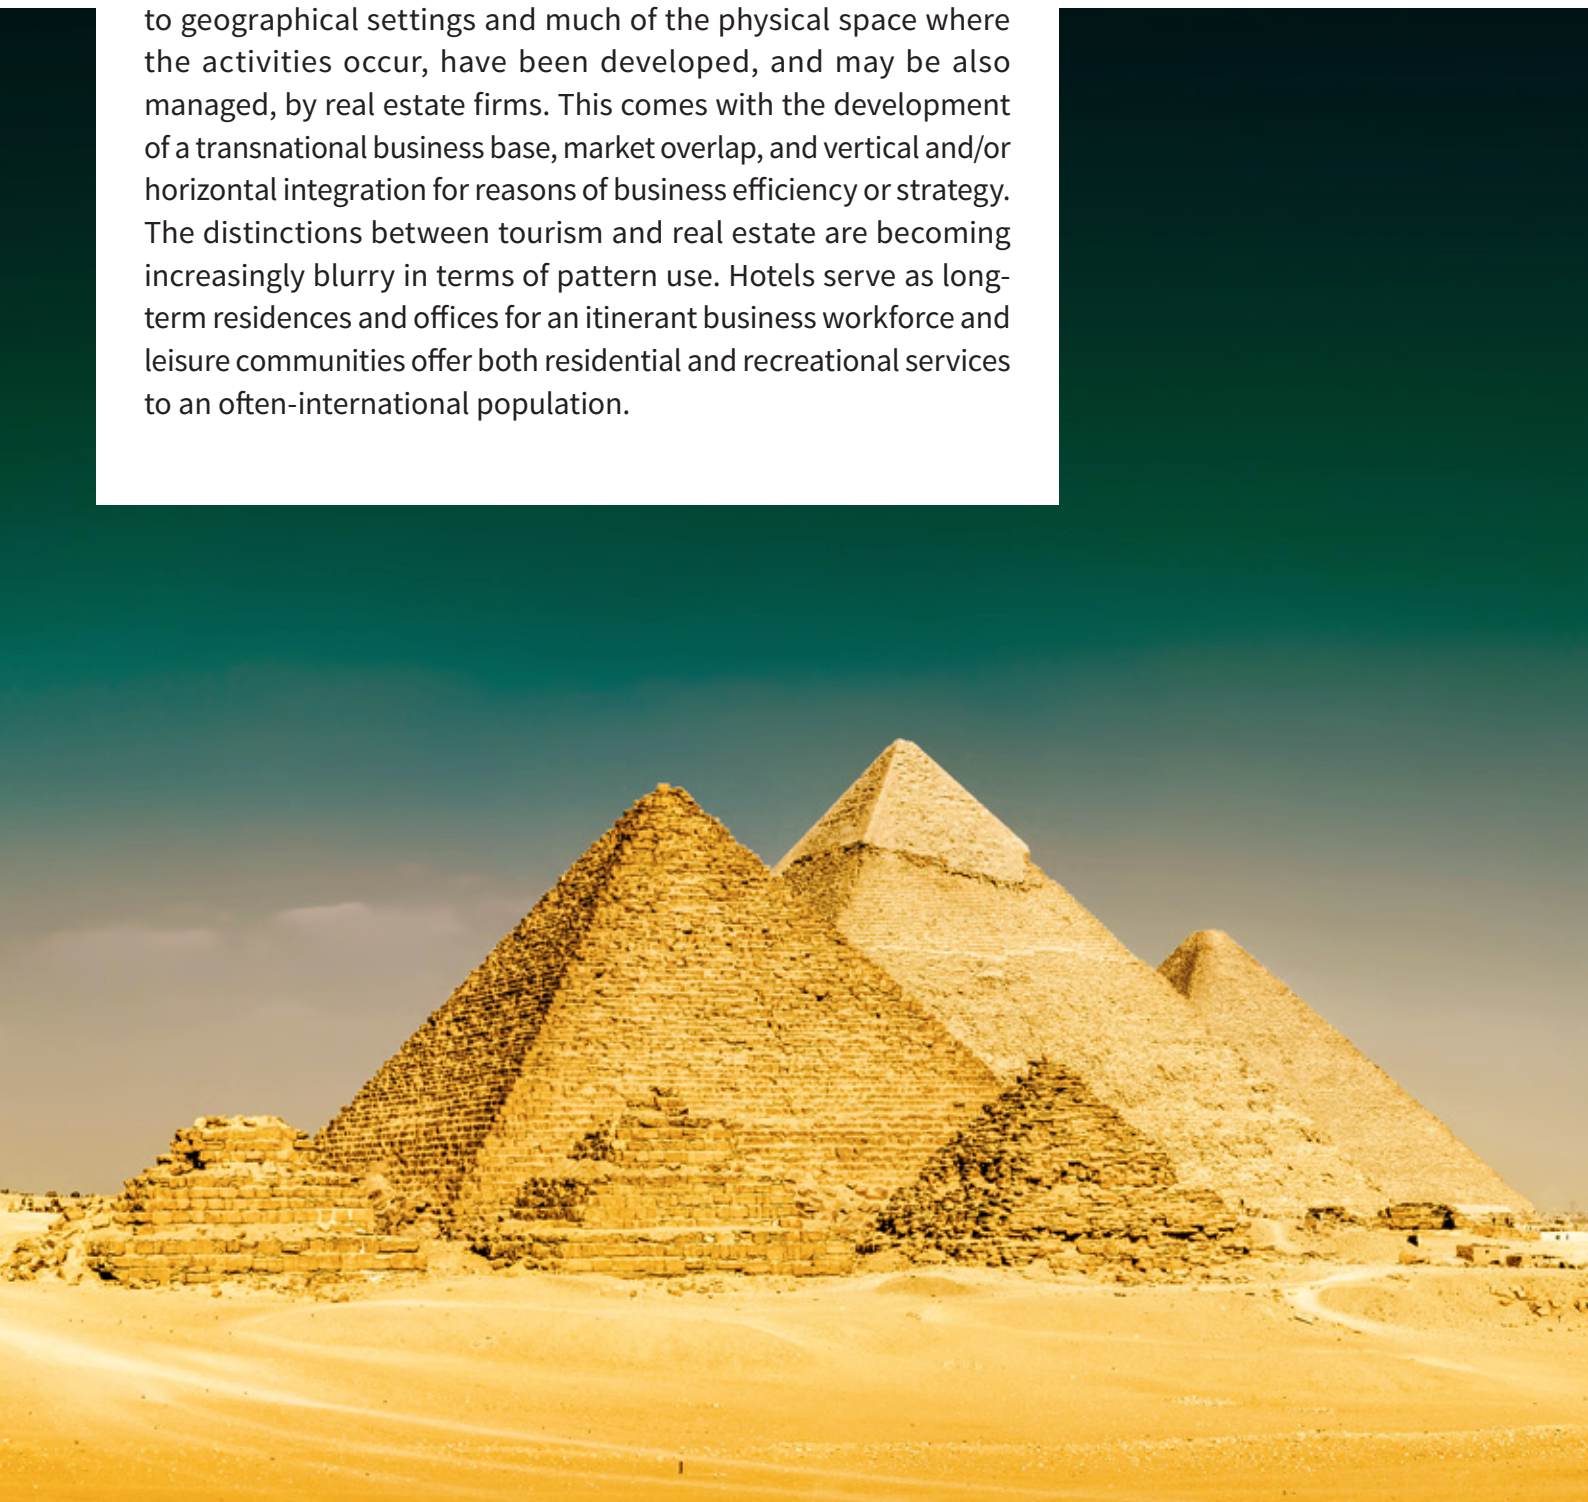 to geographical settings and much of the physical space where
the activities occur, have been developed, and may be also
managed, by real estate firms. This comes with the development
of a transnational business base, market overlap, and vertical and/or
horizontal integration for reasons of business efficiency or strategy.
The distinctions between tourism and real estate are becoming
increasingly blurry in terms of pattern use. Hotels serve as long-
term residences and offices for an itinerant business workforce and
leisure communities offer both residential and recreational services
to an often-international population.